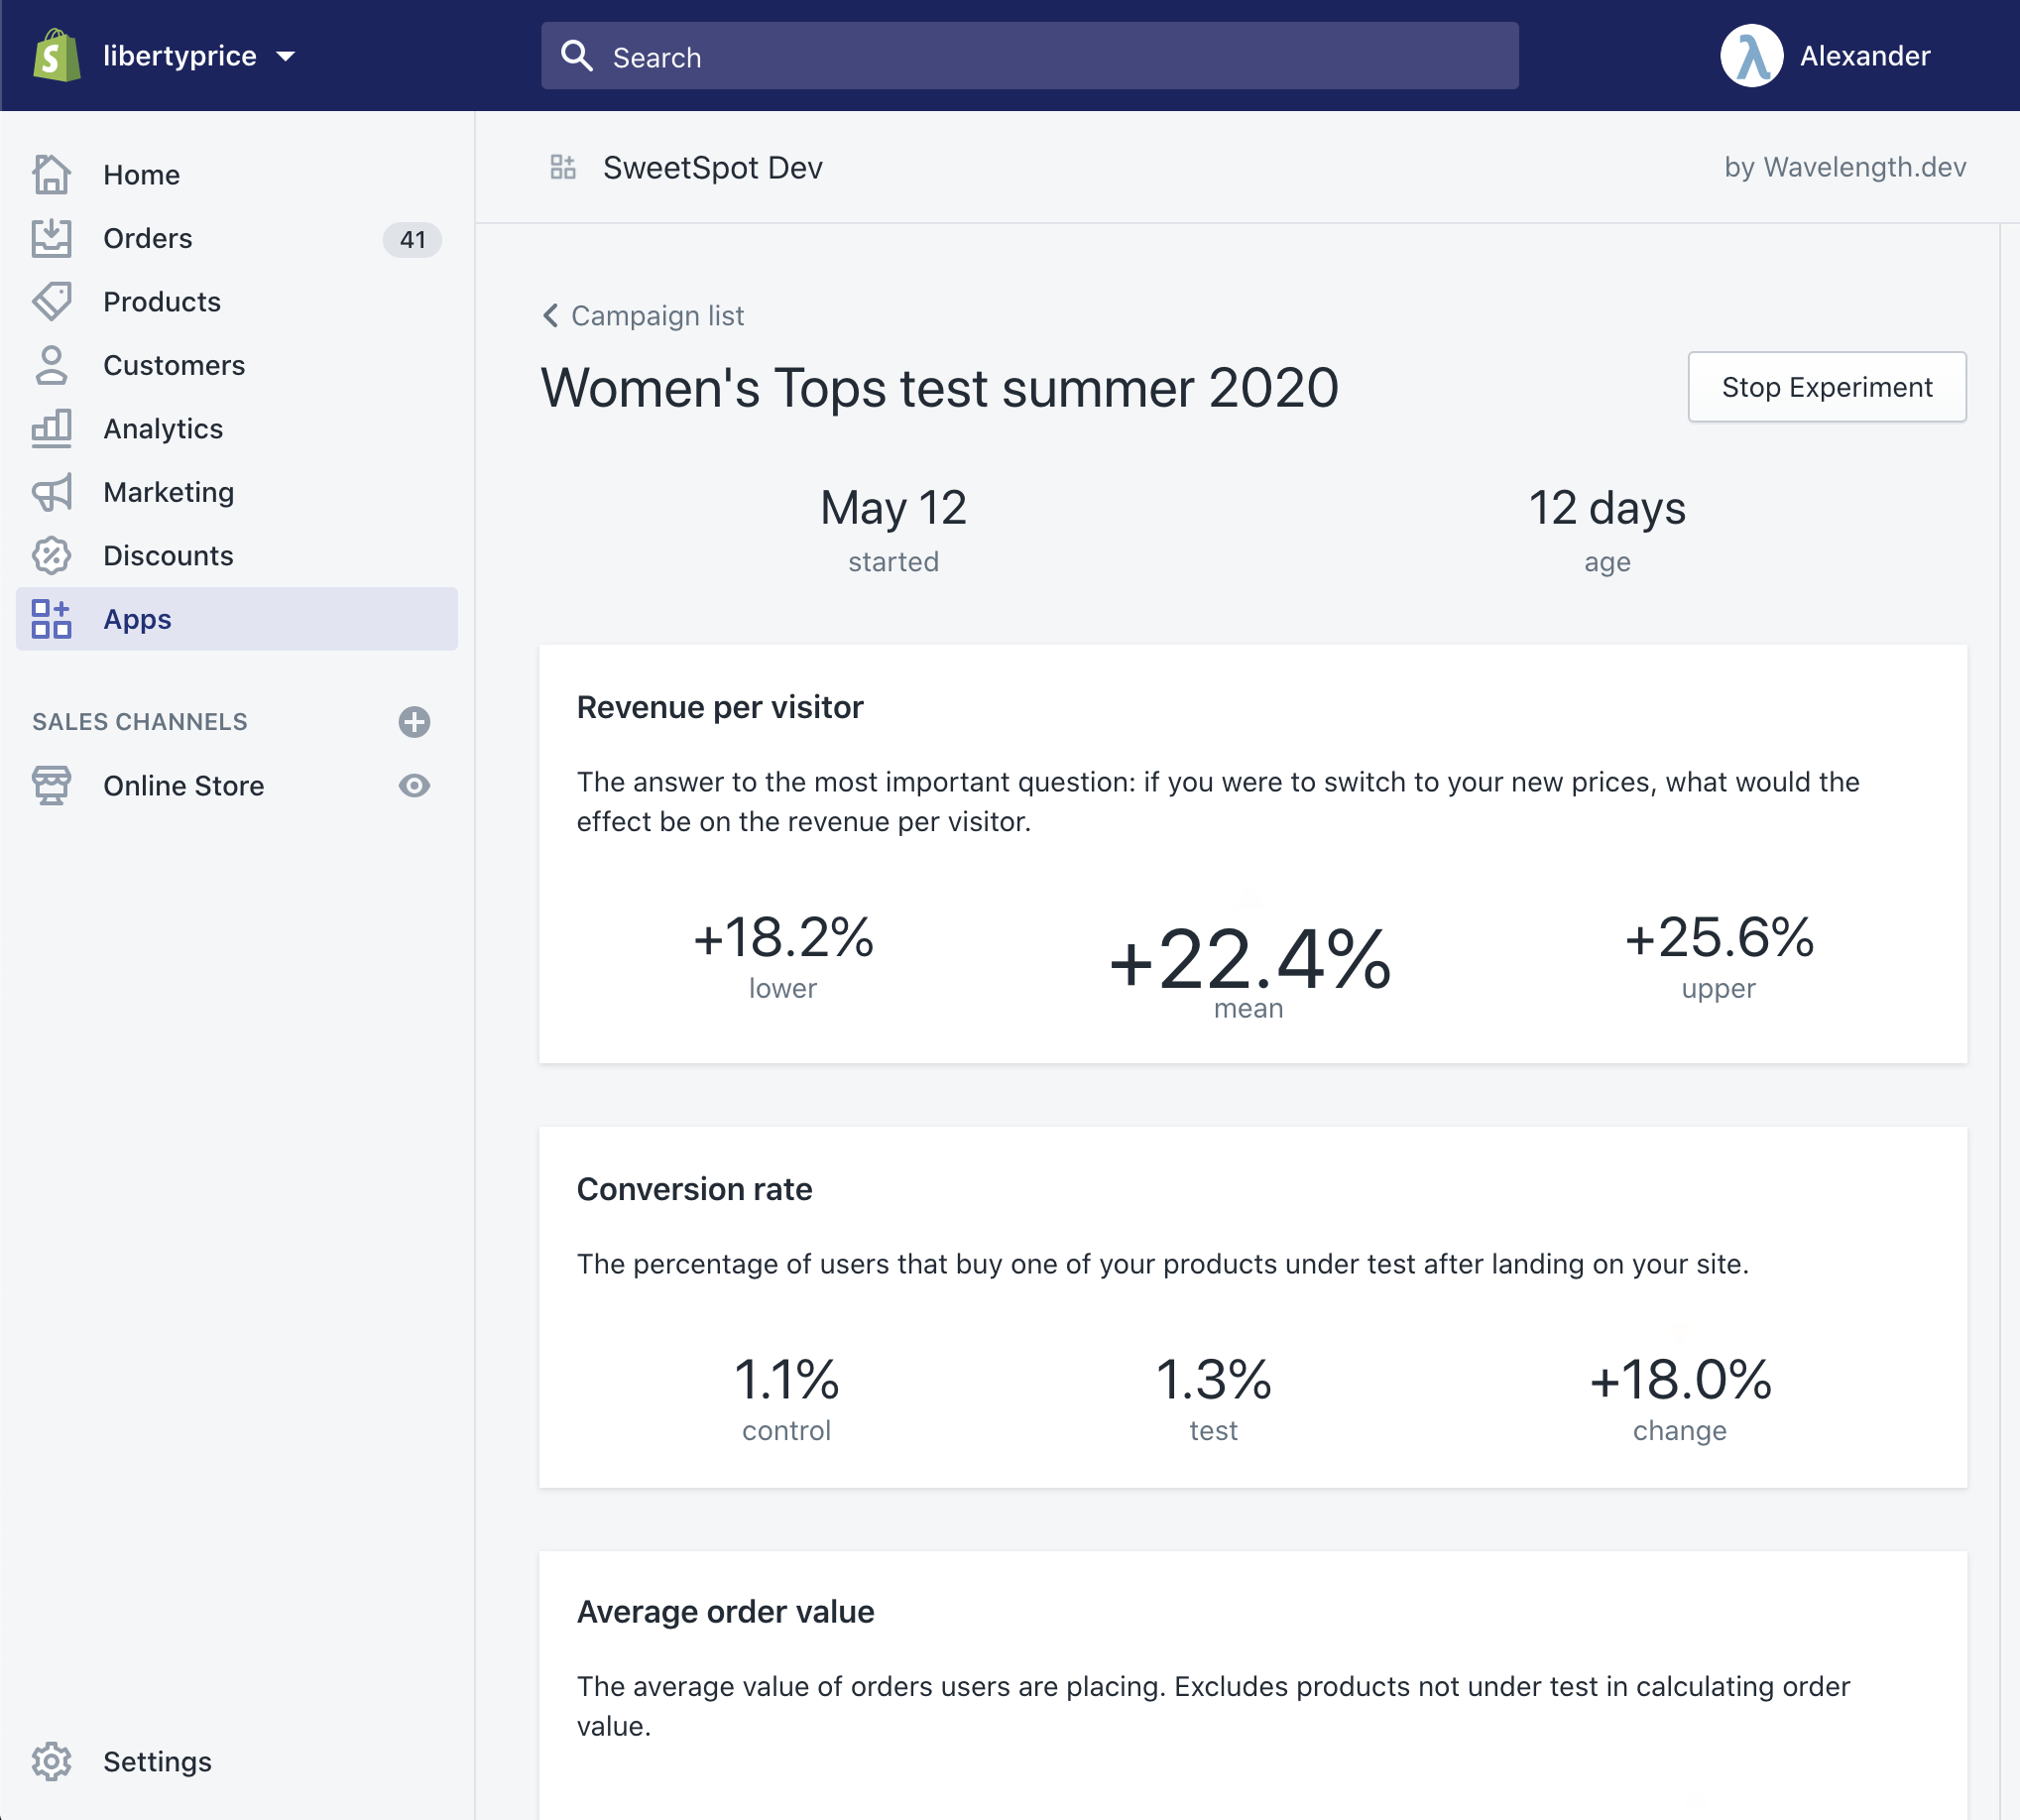 libertyprice
Search
Alexander
Home
Orders
41
Products
Customers
Analytics
Marketing
Discounts
Apps
SALES CHANNELS
Online Store
Settings
SweetSpot Dev
by Wavelength.dev
Campaign list
Women's Tops test summer 2020
Stop Experiment
May 12
started
12 days
age
Revenue per visitor
The answer to the most important question: if you were to switch to your new prices, what would the
effect be on the revenue per visitor.
+18.2%
lower
+22.4%
mean
+25.6%
upper
Conversion rate
The percentage of users that buy one of your products under test after landing on your site.
1.1%
control
1.3%
test
+18.0%
change
Average order value
The average value of orders users are placing. Excludes products not under test in calculating order
value.